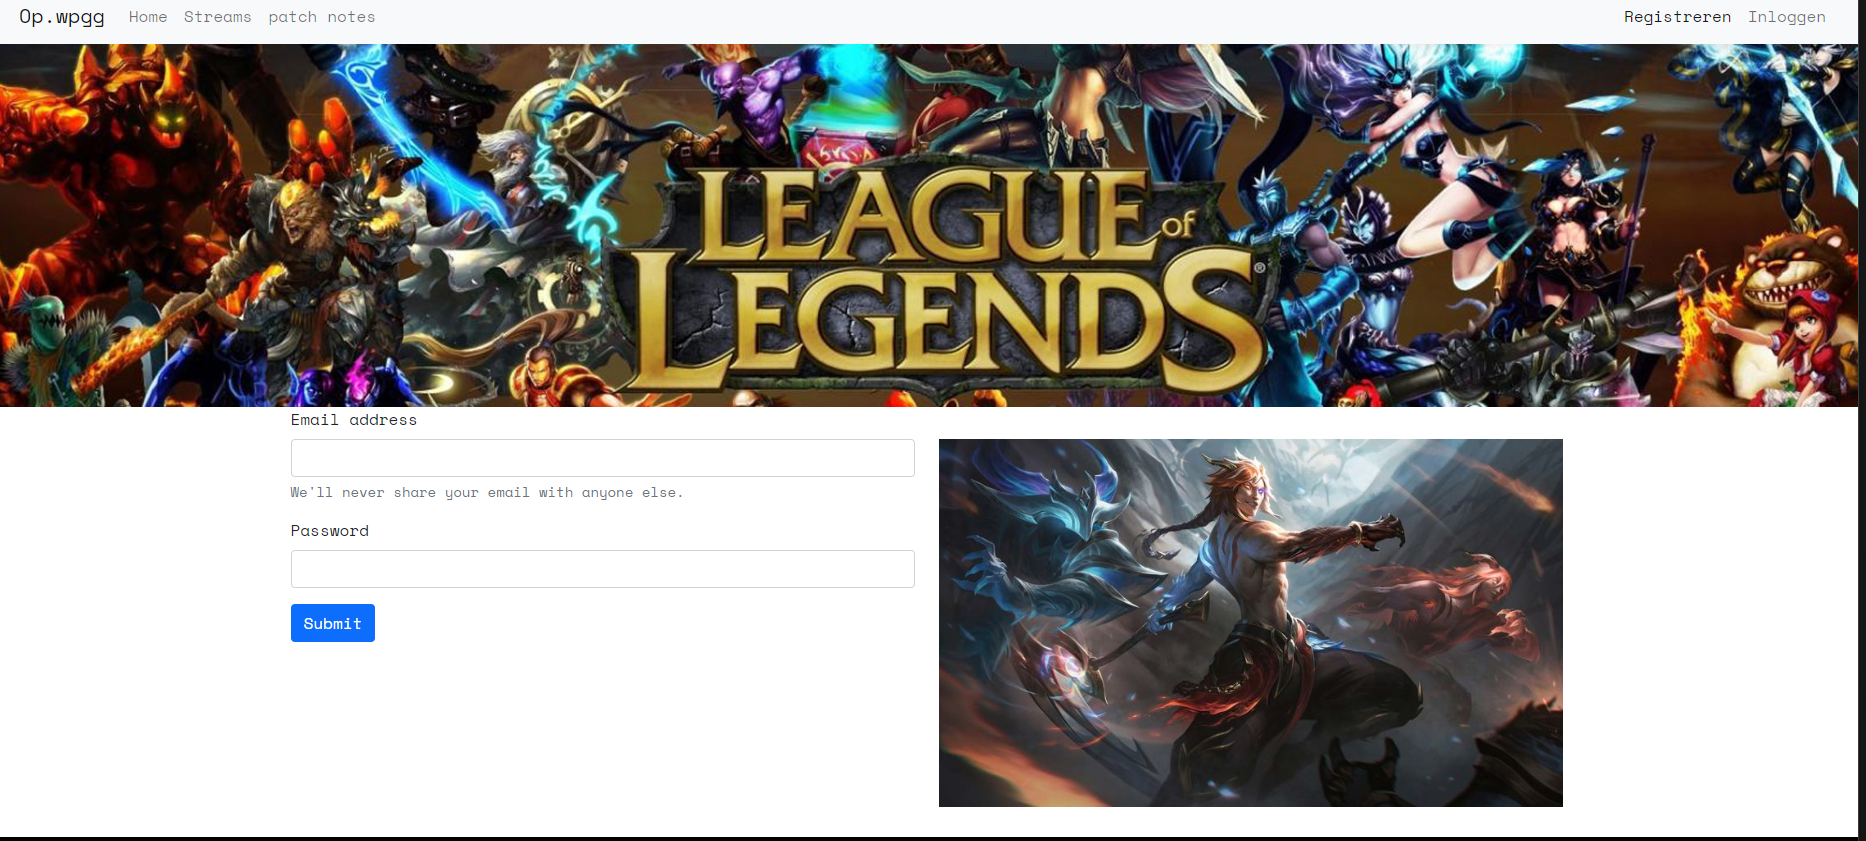 Op.wpgg Home Streams patch notes Registreren Inloggen
LEAGUE of
LEGENDS®
Email address
We'll never share your email with anyone else.
Password
Submit